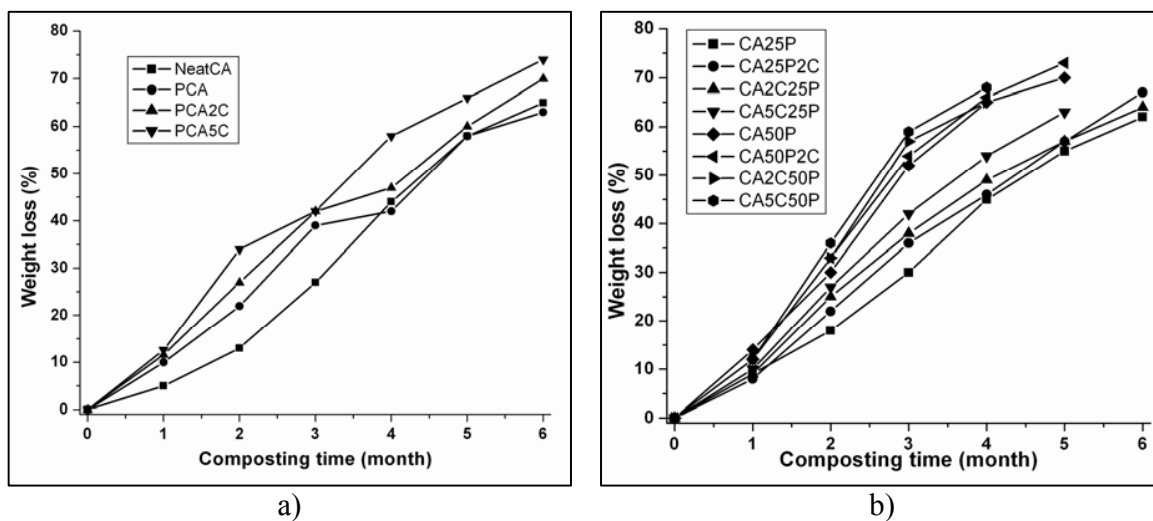 80
70
60
50
40
30
20
10
0
Weight loss (%)
NeatCA
PCA
PCA2C
PCA5C
0 1 2 3 4 5 6
Composting time (month)
a)
80
70
60
50
40
30
20
10
0
Weight loss (%)
CA25P
CA25P2C
CA2C25P
CA5C25P
CA50P
CA50P2C
CA2C50P
CA5C50P
0 1 2 3 4 5 6
Composting time (month)
b)